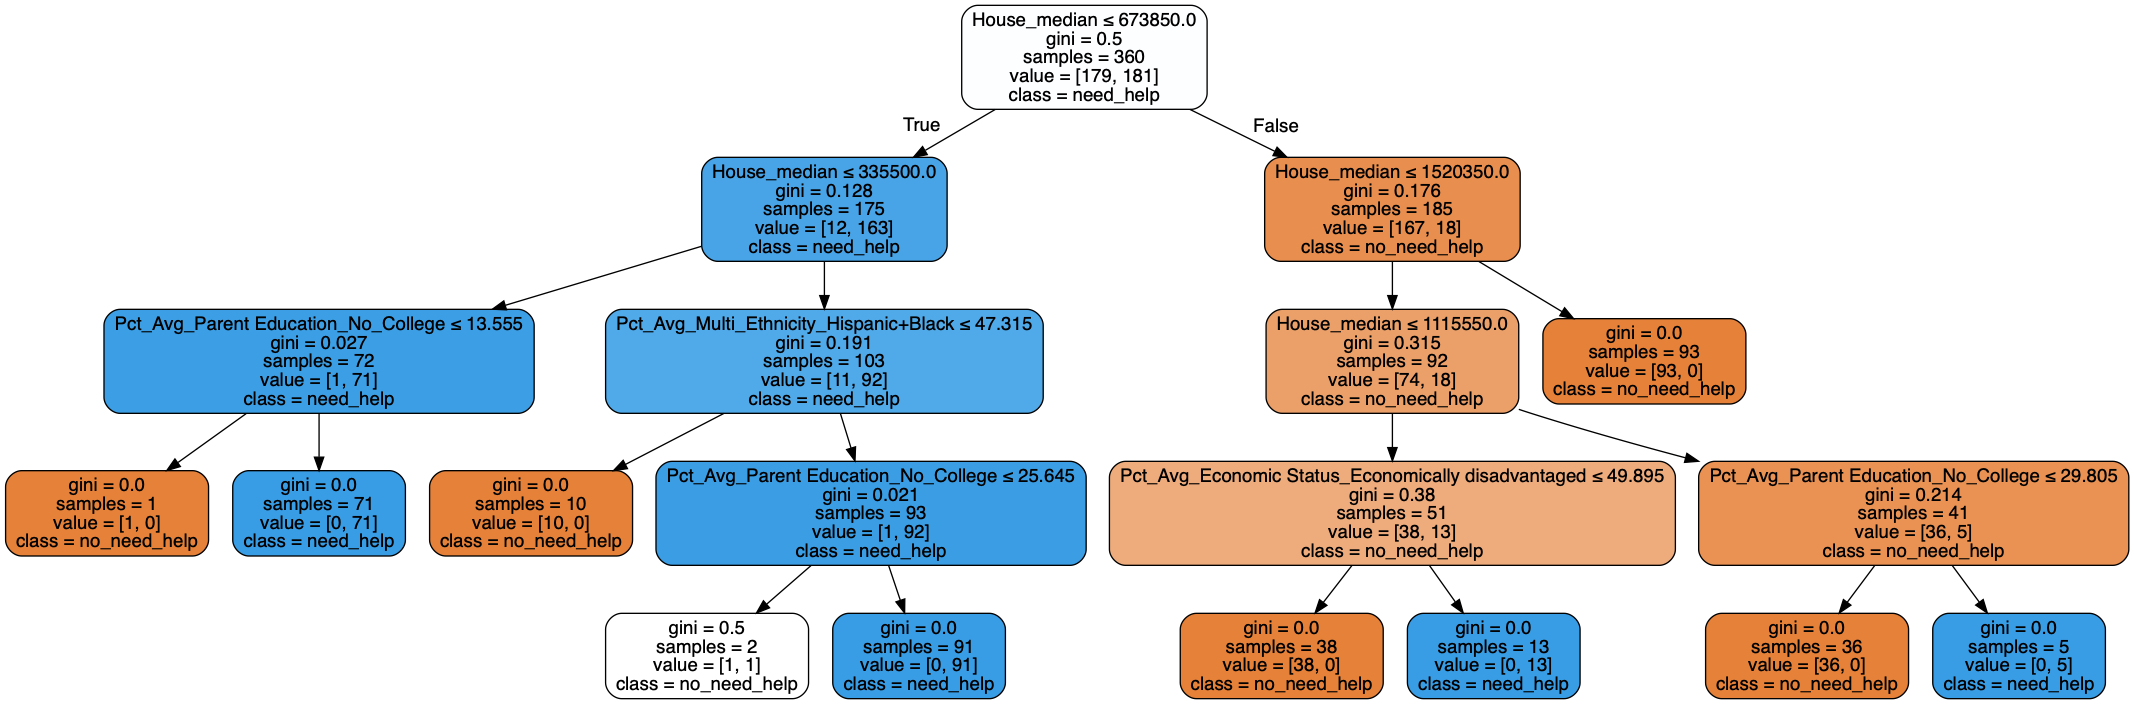 House_median ≤ 673850.0
gini = 0.5
samples = 360
value = [179, 181]
class = need_help
True
False
House_median ≤ 335500.0
gini = 0.128
samples = 175
value = [12, 163]
class = need_help
House_median ≤ 1520350.0
gini = 0.176
samples = 185
value = [167, 18]
class = no_need_help
Pct_Avg_Parent Education_No_College ≤ 13.555
gini = 0.027
samples = 72
value = [1, 71]
class = need_help
Pct_Avg_Multi_Ethnicity_Hispanic+Black ≤ 47.315
gini = 0.191
samples = 103
value = [11, 92]
class = need_help
House_median ≤ 1115550.0
gini = 0.315
samples = 92
value = [74, 18]
class = no_need_help
gini = 0.0
samples = 93
value = [93, 0]
class = no_need_help
gini = 0.0
samples = 1
value = [1, 0]
class = no_need_help
gini = 0.0
samples = 71
value = [0, 71]
class = need_help
gini = 0.0
samples = 10
value = [10, 0]
class = no_need_help
Pct_Avg_Parent Education_No_College ≤ 25.645
gini = 0.021
samples = 93
value = [1, 92]
class = need_help
Pct_Avg_Economic Status_Economically disadvantaged ≤ 49.895
gini = 0.38
samples = 51
value = [38, 13]
class = no_need_help
Pct_Avg_Parent Education_No_College ≤ 29.805
gini = 0.214
samples = 41
value = [36, 5]
class = no_need_help
gini = 0.5
samples = 2
value = [1, 1]
class = no_need_help
gini = 0.0
samples = 91
value = [0, 91]
class = need_help
gini = 0.0
samples = 38
value = [38, 0]
class = no_need_help
gini = 0.0
samples = 13
value = [0, 13]
class = need_help
gini = 0.0
samples = 36
value = [36, 0]
class = no_need_help
gini = 0.0
samples = 5
value = [0, 5]
class = need_help